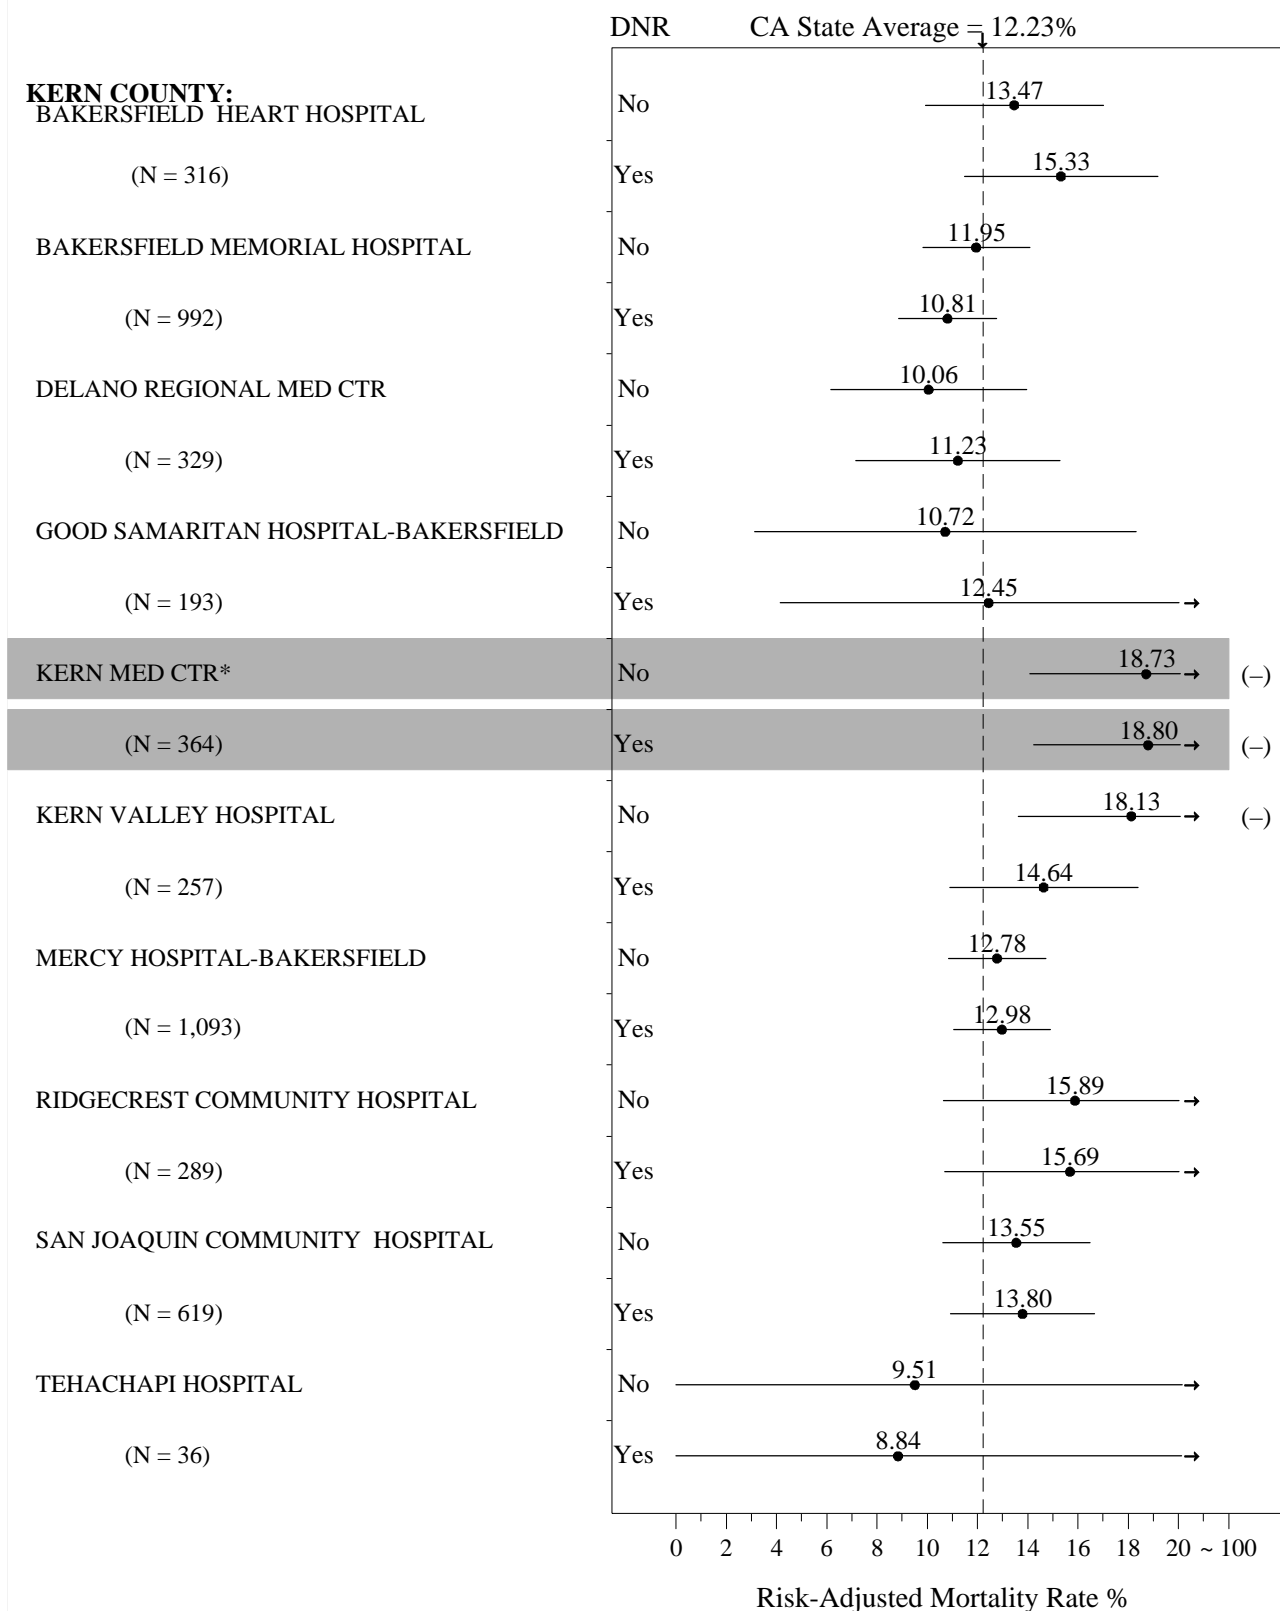 DNR CA State Average = 12.23%
KERN COUNTY:
BAKERSFIELD HEART HOSPITAL No 13.47
(N = 316) Yes 15.33
BAKERSFIELD MEMORIAL HOSPITAL No 11.95
(N = 992) Yes 10.81
DELANO REGIONAL MED CTR No 10.06
(N = 329) Yes 11.23
GOOD SAMARITAN HOSPITAL-BAKERSFIELD No 10.72
(N = 193) Yes 12.45
KERN MED CTR* No 18.73 (–)
(N = 364) Yes 18.80 (–)
KERN VALLEY HOSPITAL No 18.13 (–)
(N = 257) Yes 14.64
MERCY HOSPITAL-BAKERSFIELD No 12.78
(N = 1,093) Yes 12.98
RIDGECREST COMMUNITY HOSPITAL No 15.89
(N = 289) Yes 15.69
SAN JOAQUIN COMMUNITY HOSPITAL No 13.55
(N = 619) Yes 13.80
TEHACHAPI HOSPITAL No 9.51
(N = 36) Yes 8.84
0 2 4 6 8 10 12 14 16 18 20 ~ 100
Risk-Adjusted Mortality Rate %